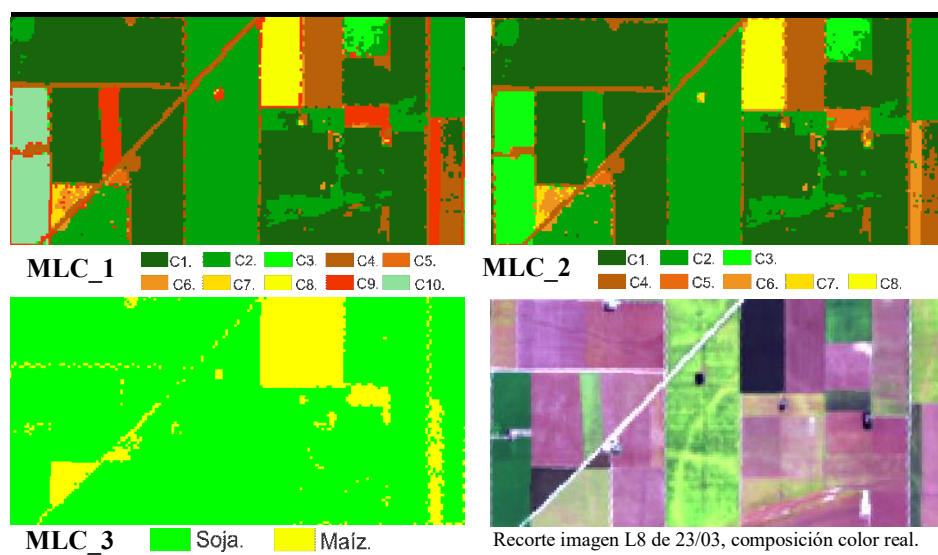 C1. C2. C3. C4. C5.
MLC_1
C6. C7. C8. C9. C10.
C1. C2. C3.
MLC_2
C4. C5. C6. C7. C8.
MLC_3 Soja. Maíz.
Recorte imagen L8 de 23/03, composición color real.